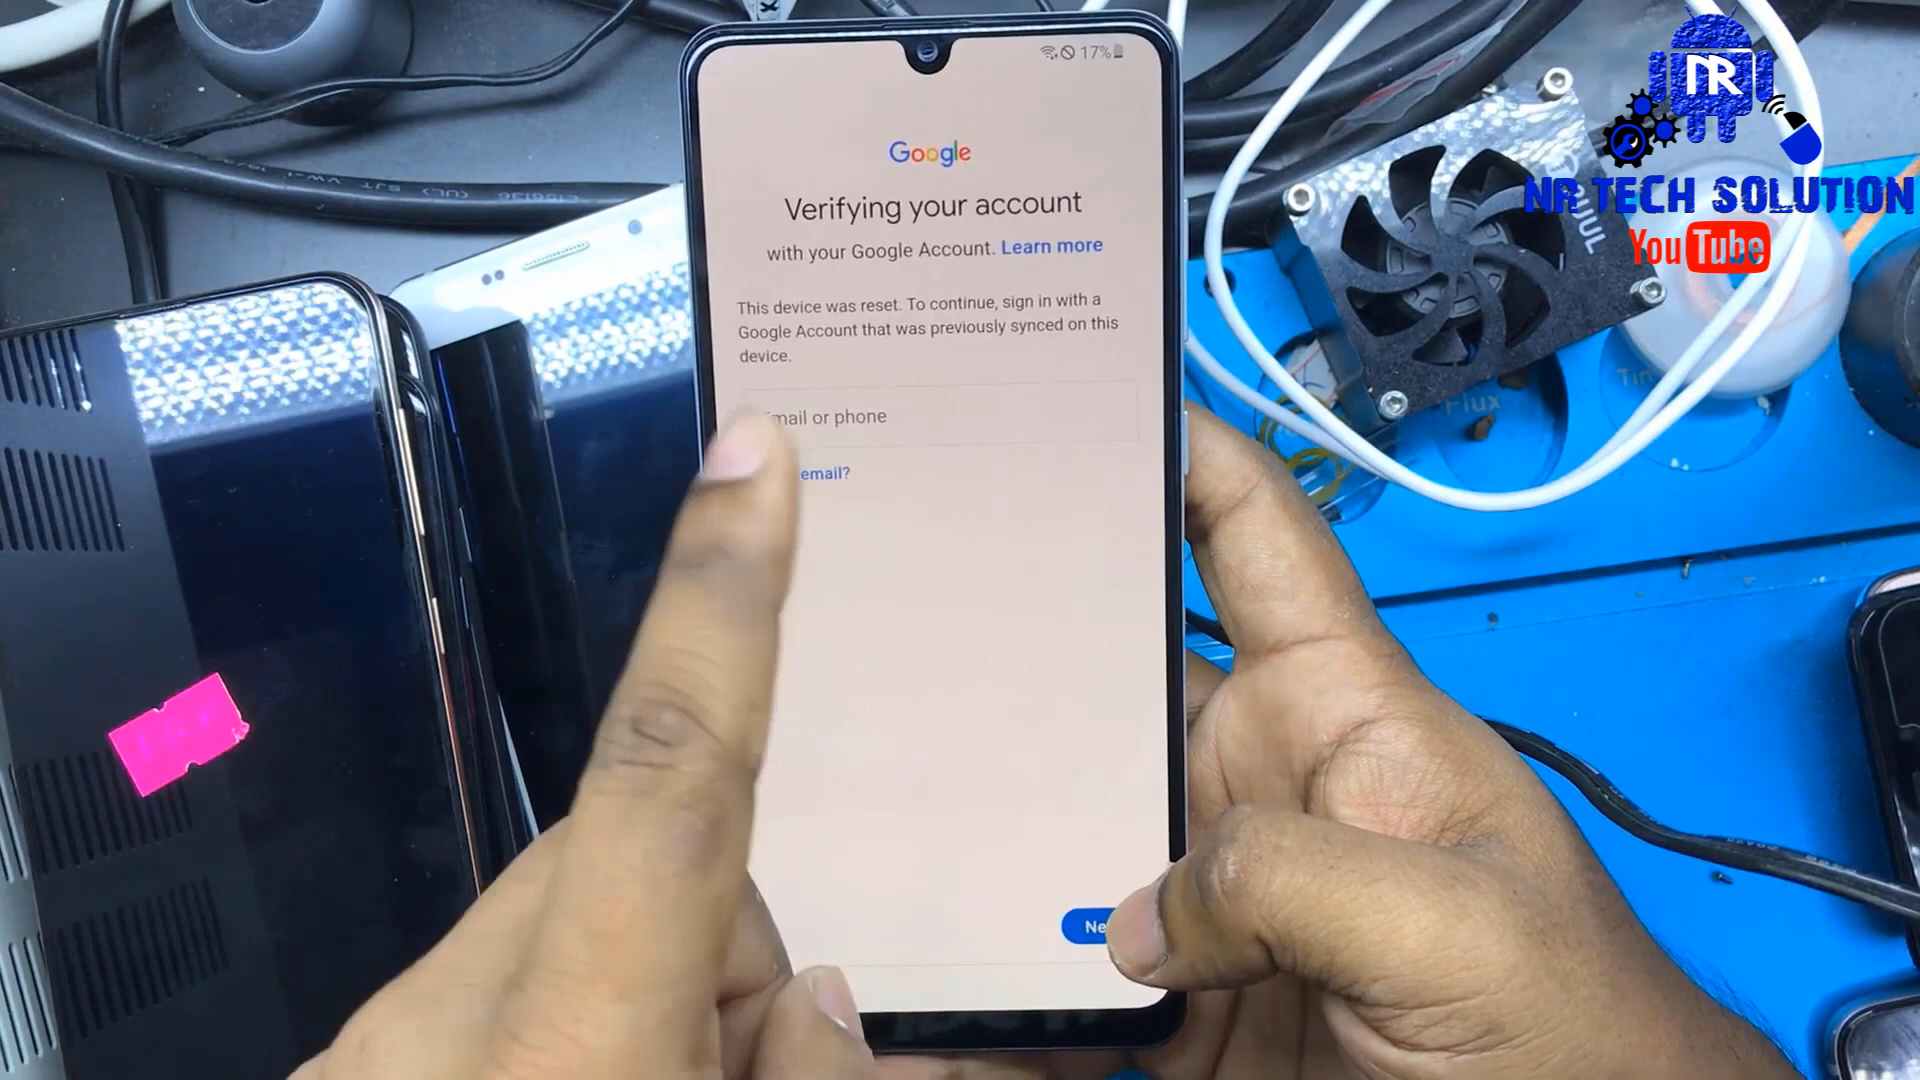 17%
Google
Verifying your account
with your Google Account. Learn more
This device was reset. To continue, sign in with a
Google Account that was previously synced on this
device.
mail or phone
email?
Ne
NR
NR TECH SOLUTION
YouTube
Flux